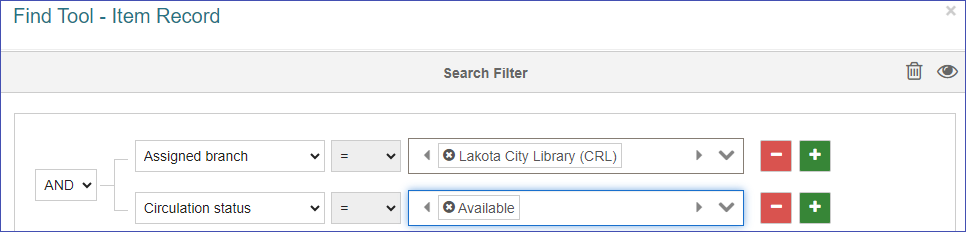 Find Tool - Item Record
Search Filter
Assigned branch = Lakota City Library (CRL)
AND
Circulation status = Available